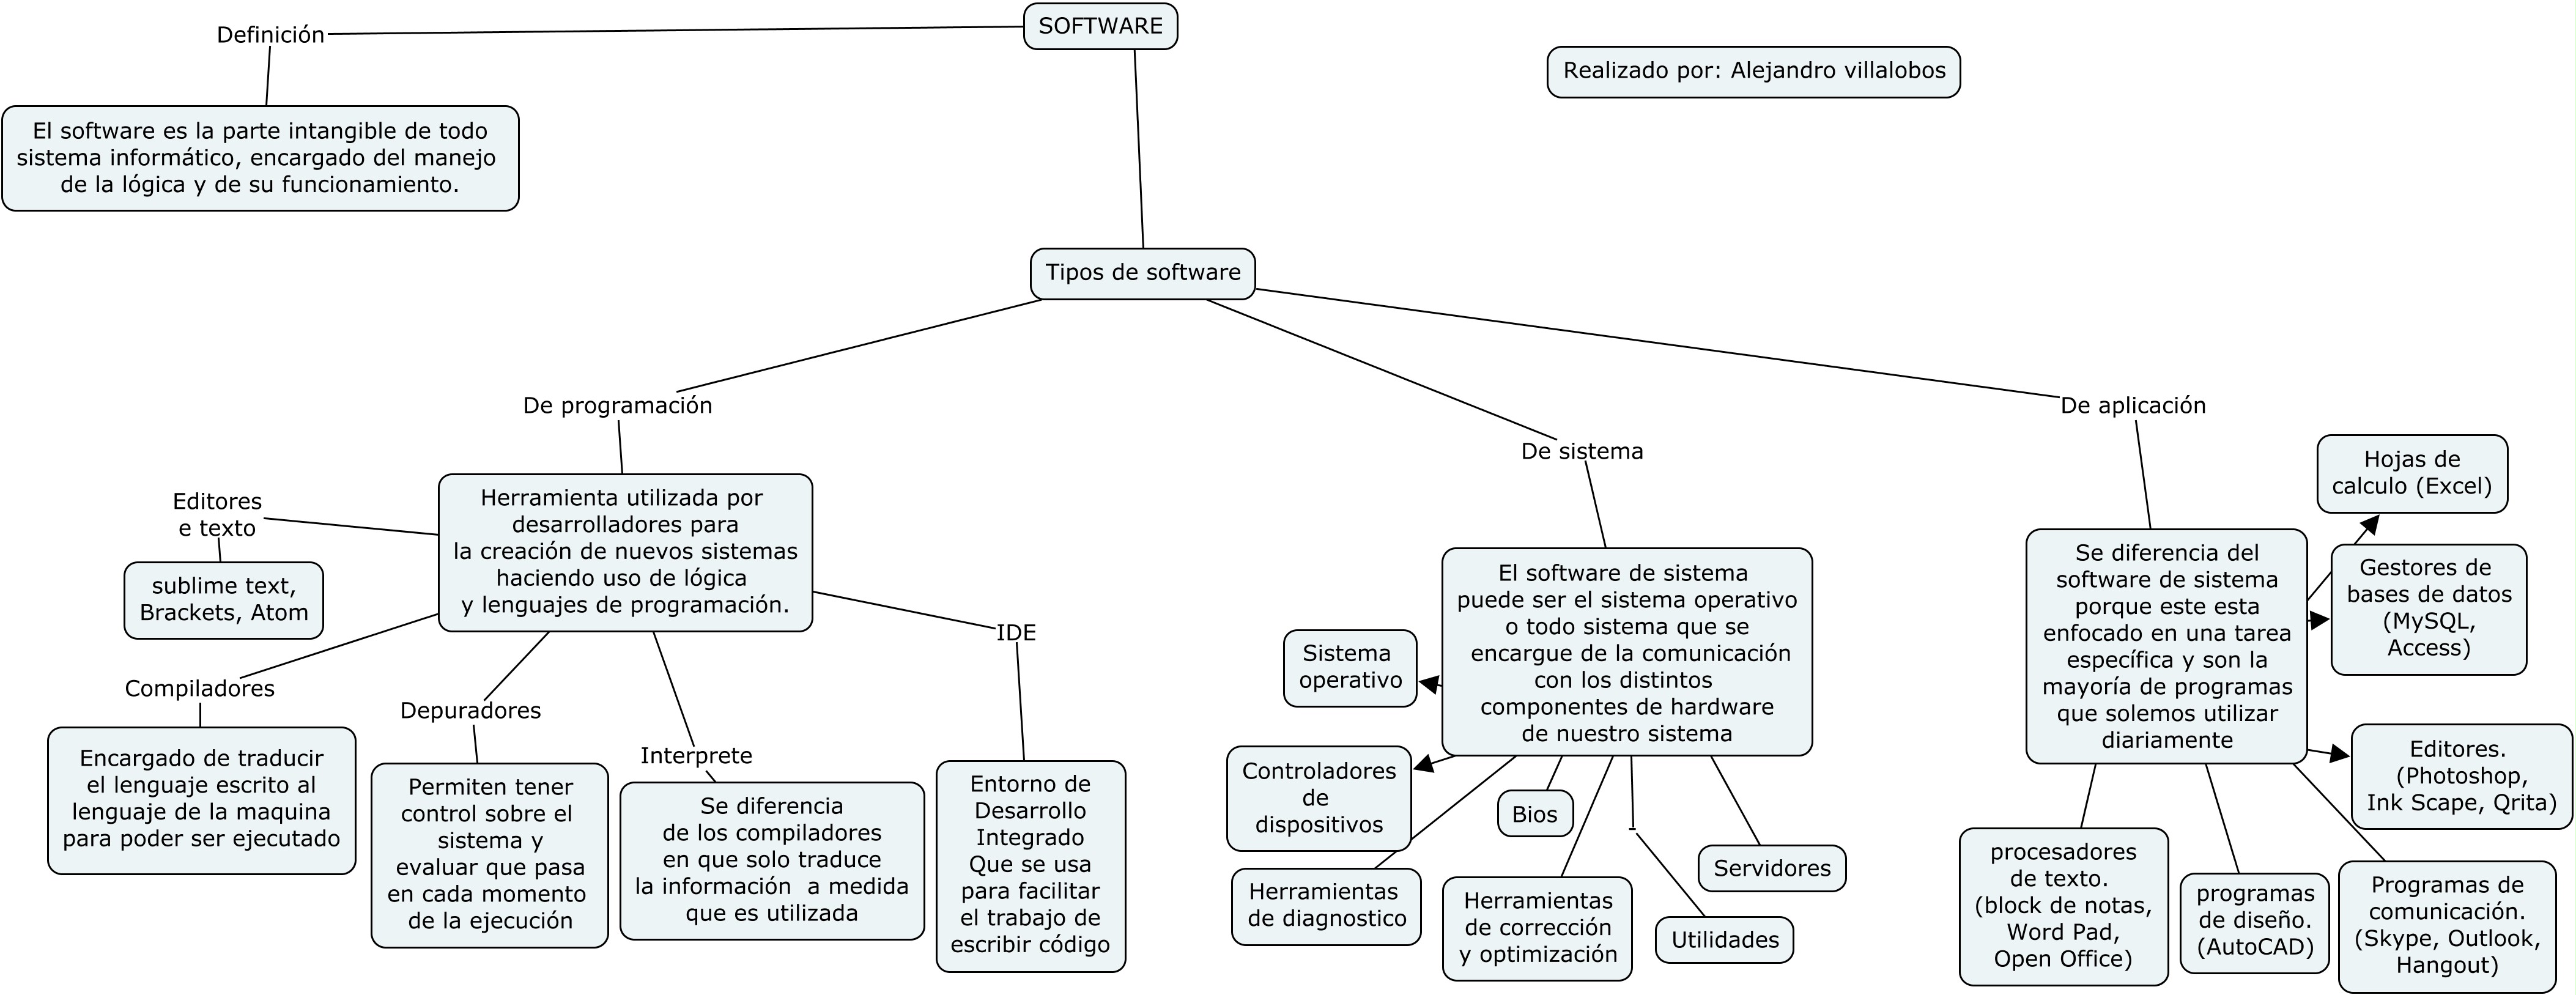 SOFTWARE
Definición
Realizado por: Alejandro villalobos
El software es la parte intangible de todo
sistema informático, encargado del manejo
de la lógica y de su funcionamiento.
Tipos de software
De programación
De sistema
De aplicación
Editores
e texto
sublime text,
Brackets, Atom
Herramienta utilizada por
desarrolladores para
la creación de nuevos sistemas
haciendo uso de lógica
y lenguajes de programación.
IDE
Compiladores
Depuradores
Interprete
Encargado de traducir
el lenguaje escrito al
lenguaje de la maquina
para poder ser ejecutado
Permiten tener
control sobre el
sistema y
evaluar que pasa
en cada momento
de la ejecución
Se diferencia
de los compiladores
en que solo traduce
la información  a medida
que es utilizada
Entorno de
Desarrollo
Integrado
Que se usa
para facilitar
el trabajo de
escribir código
El software de sistema
puede ser el sistema operativo
o todo sistema que se
encargue de la comunicación
con los distintos
componentes de hardware
de nuestro sistema
Sistema
operativo
Controladores
de
dispositivos
Herramientas
de diagnostico
Bios
Herramientas
de corrección
y optimización
-
Utilidades
Servidores
Se diferencia del
software de sistema
porque este esta
enfocado en una tarea
específica y son la
mayoría de programas
que solemos utilizar
diariamente
Hojas de
calculo (Excel)
Gestores de
bases de datos
(MySQL,
Access)
Editores.
(Photoshop,
Ink Scape, Qrita)
procesadores
de texto.
(block de notas,
Word Pad,
Open Office)
programas
de diseño.
(AutoCAD)
Programas de
comunicación.
(Skype, Outlook,
Hangout)